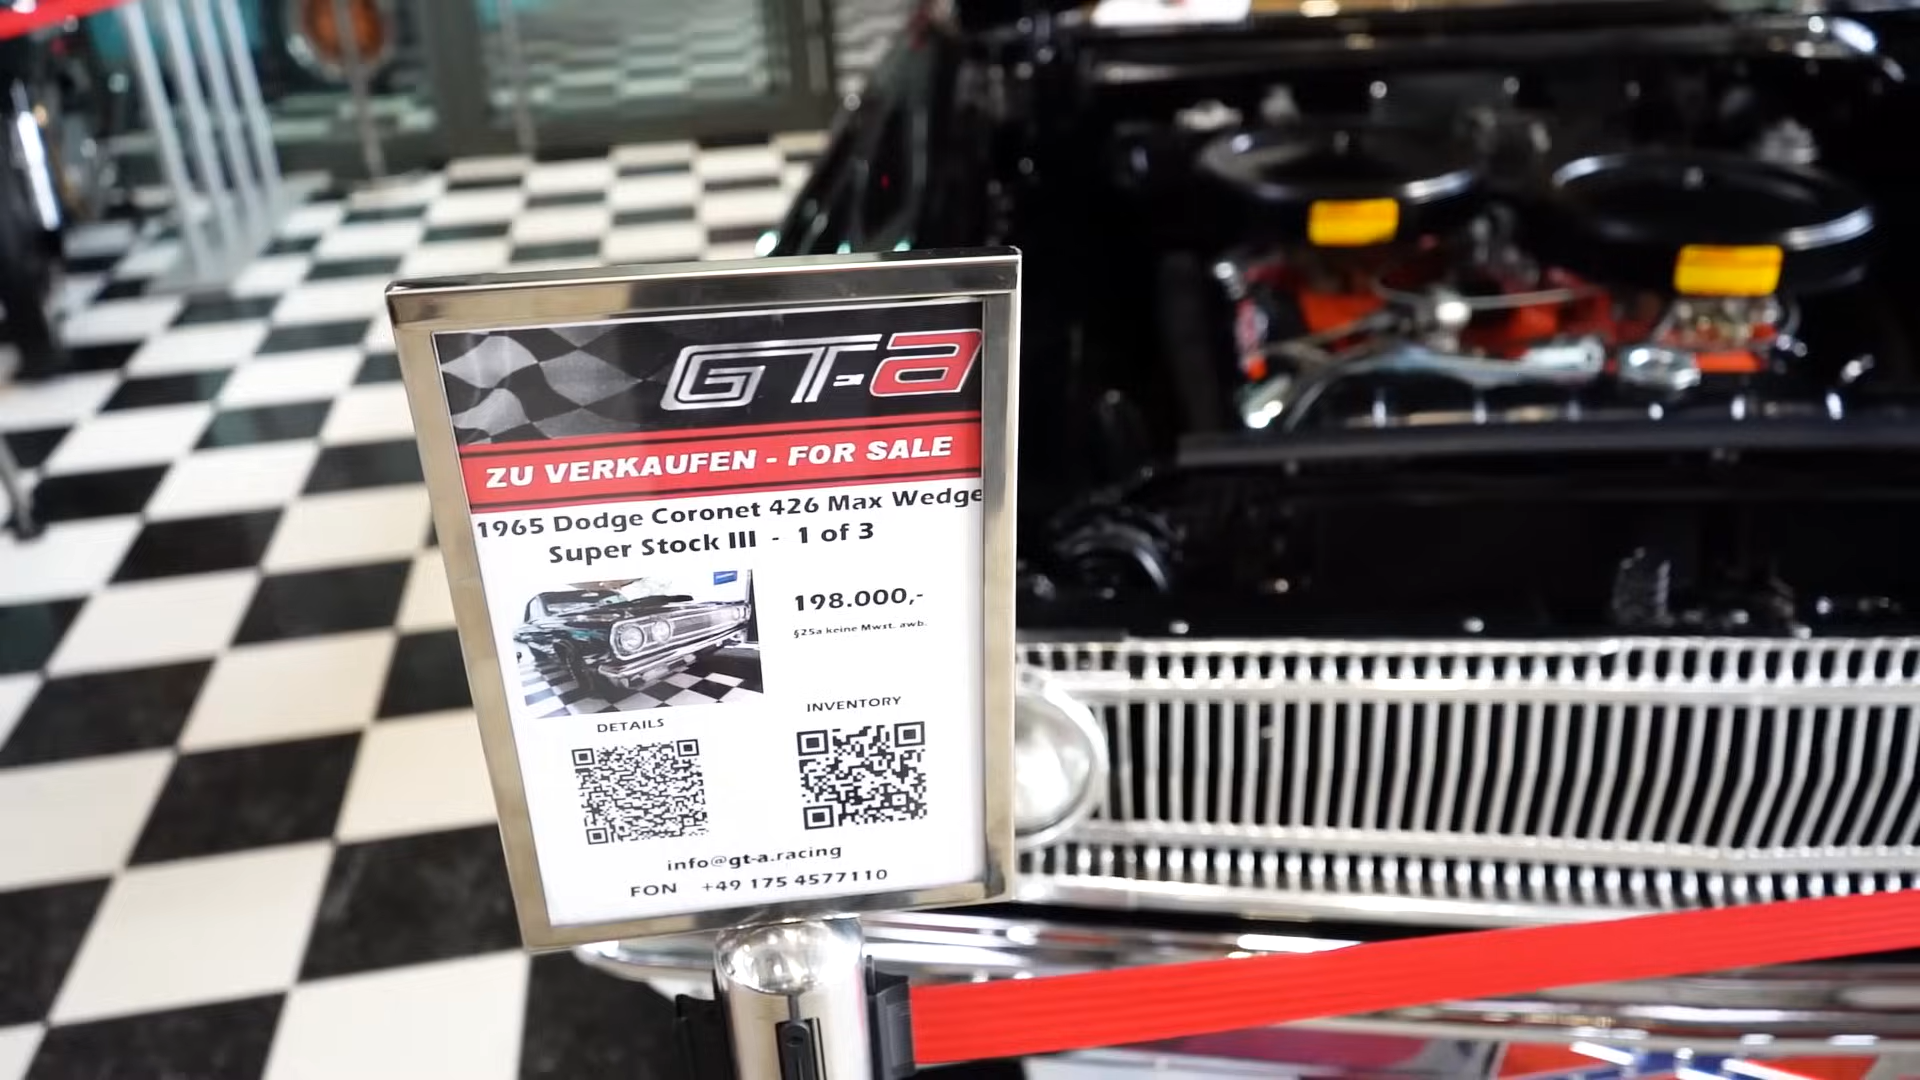 GT-a
ZU VERKAUFEN - FOR SALE
1965 Dodge Coronet 426 Max Wedge
Super Stock III - 1 of 3
198.000,-
§25a keine Mwst. awb.
DETAILS
INVENTORY
info@gt-a.racing
FON +49 175 4577110